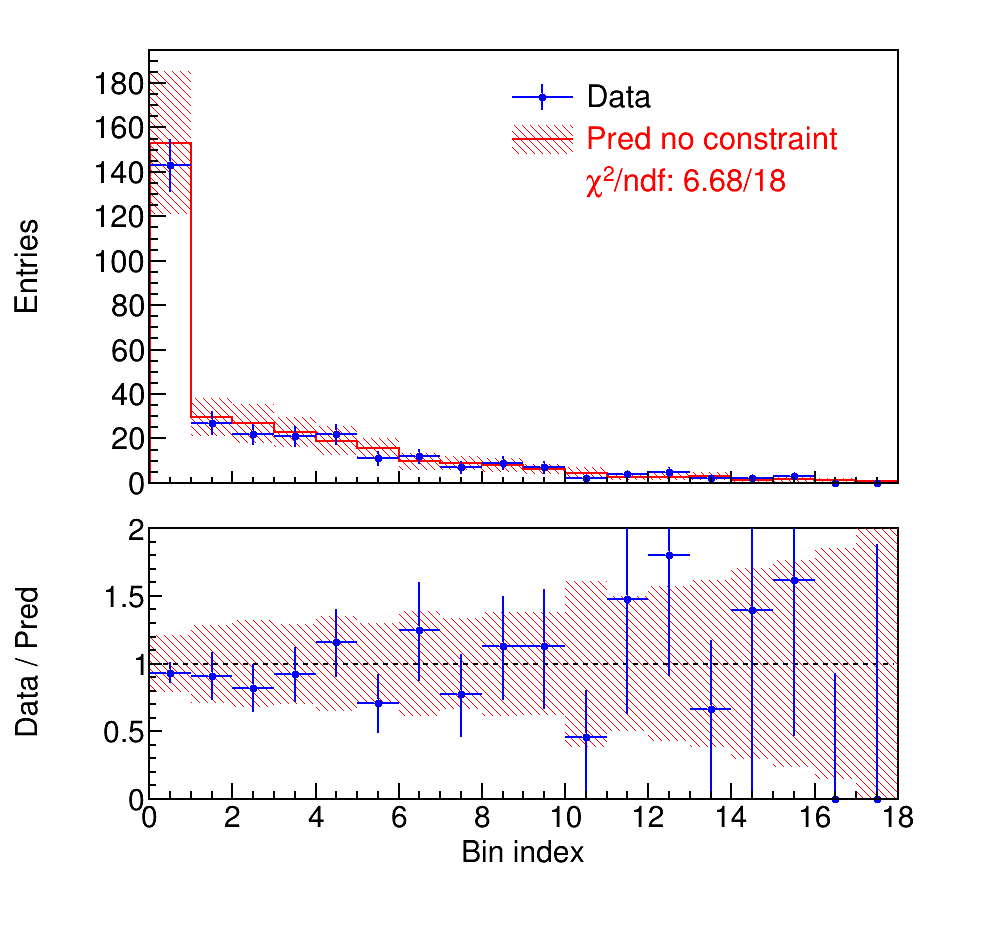 Entries
180
160
140
120
100
80
60
40
20
0
Data
Pred no constraint
χ²/ndf: 6.68/18
Data / Pred
2
1.5
1
0.5
0
0 2 4 6 8 10 12 14 16 18
Bin index